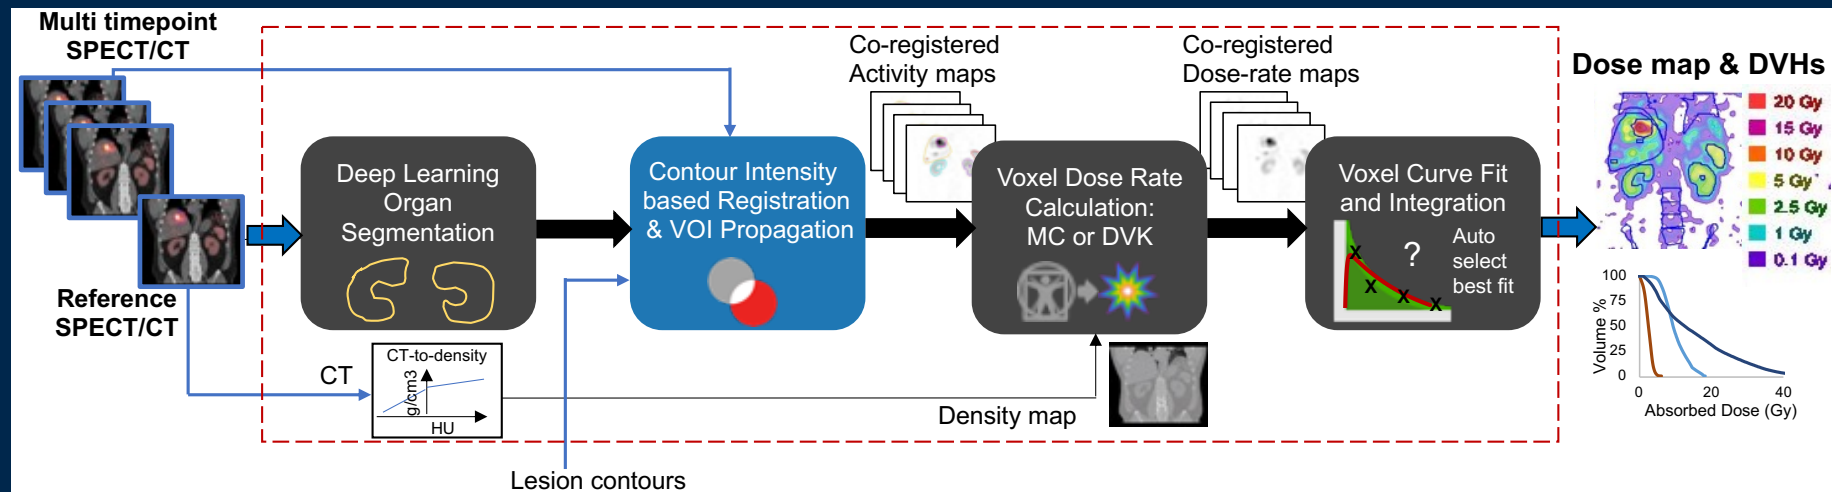 Multi timepoint
SPECT/CT
Reference
SPECT/CT
Deep Learning
Organ
Segmentation
CT
CT-to-density
g/cm3
HU
Lesion contours
Contour Intensity
based Registration
& VOI Propagation
Co-registered
Activity maps
Voxel Dose Rate
Calculation:
MC or DVK
Density map
Co-registered
Dose-rate maps
Voxel Curve Fit
and Integration
?
Auto
select
best fit
X
X
X
X
Dose map & DVHs
20 Gy
15 Gy
10 Gy
5 Gy
2.5 Gy
1 Gy
0.1 Gy
Volume %
100
75
50
25
0
0
20
40
Absorbed Dose (Gy)